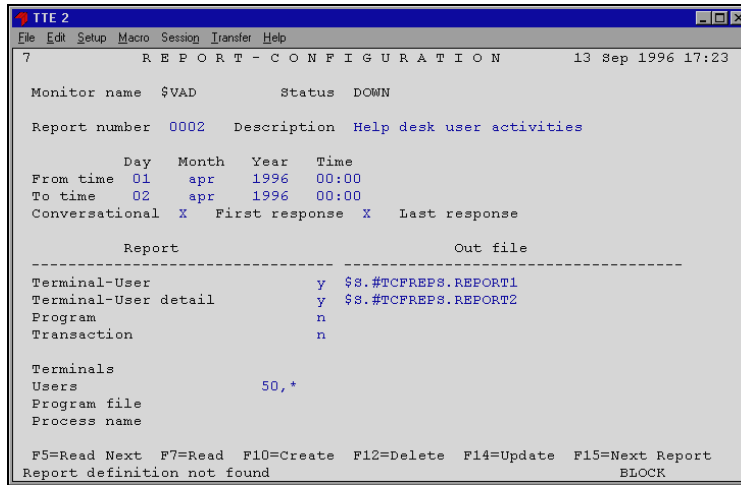 TTE 2
File Edit Setup Macro Session Transfer Help
7 R E P O R T - C O N F I G U R A T I O N 13 Sep 1996 17:23
Monitor name $VAD Status DOWN
Report number 0002 Description Help desk user activities
Day Month Year Time
From time 01 apr 1996 00:00
To time 02 apr 1996 00:00
Conversational X First response X Last response
Report Out file
Terminal-User y $S.#TCFREPS.REPORT1
Terminal-User detail y $S.#TCFREPS.REPORT2
Program n
Transaction n
Terminals
Users 50,*
Program file
Process name
F5=Read Next F7=Read F10=Create F12=Delete F14=Update F15=Next Report
Report definition not found BLOCK